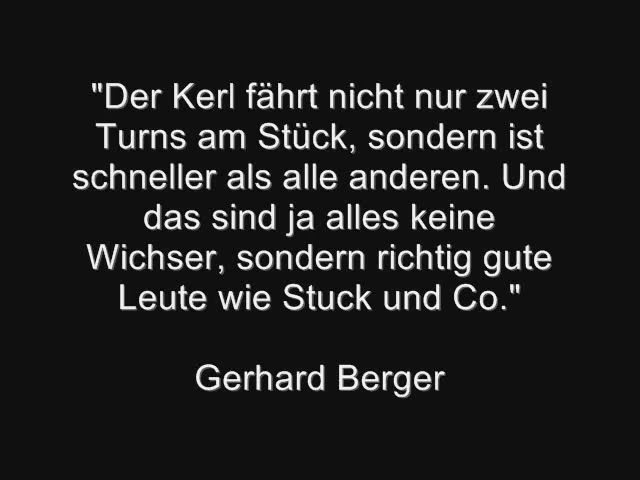 "Der Kerl fährt nicht nur zwei
Turns am Stück, sondern ist
schneller als alle anderen. Und
das sind ja alles keine
Wichser, sondern richtig gute
Leute wie Stuck und Co."
Gerhard Berger